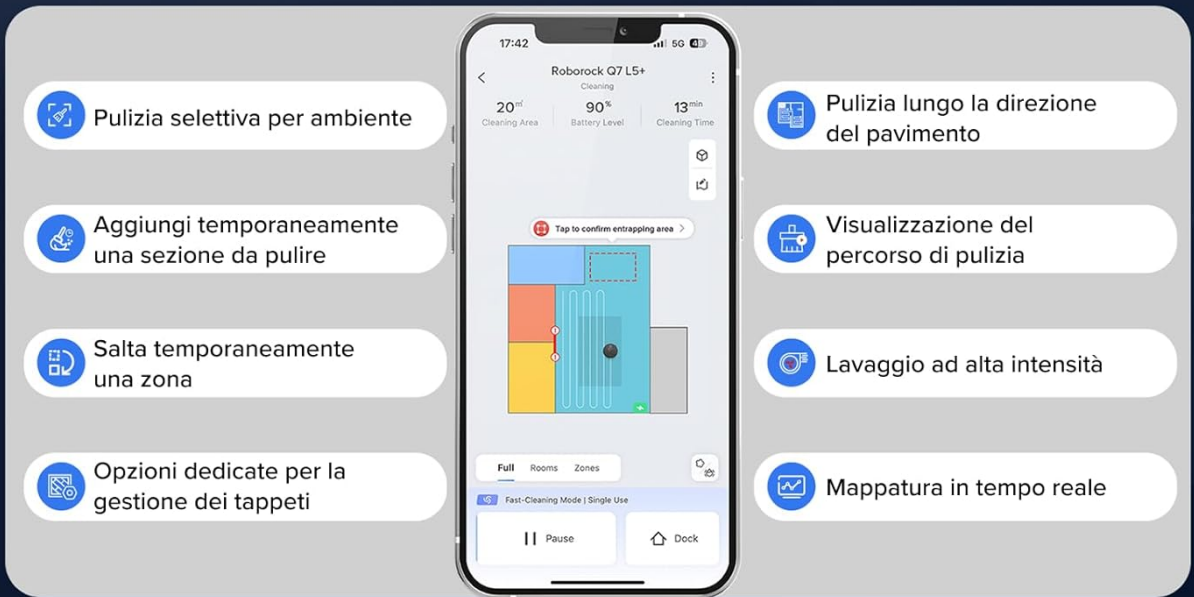 Pulizia selettiva per ambiente
Aggiungi temporaneamente
una sezione da pulire
Salta temporaneamente
una zona
Opzioni dedicate per la
gestione dei tappeti
17:42
5G
Roborock Q7 L5+
Cleaning
20㎡ 90% 13min
Cleaning Area Battery Level Cleaning Time
Tap to confirm entrapping area
Full Rooms Zones
Fast-Cleaning Mode | Single Use
Pause Dock
Pulizia lungo la direzione
del pavimento
Visualizzazione del
percorso di pulizia
Lavaggio ad alta intensità
Mappatura in tempo reale